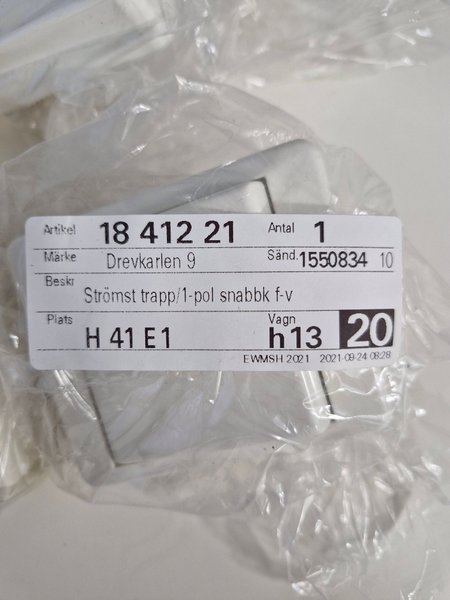 Artikel 18 412 21 Antal 1
Märke Drevkarlen 9 Sänd. 1550834 10
Beskr
Strömst trapp/1-pol snabbk f-v
Plats H 41 E1 Vagn h13 20
EWMSH 2021 2021-09-24 08:28